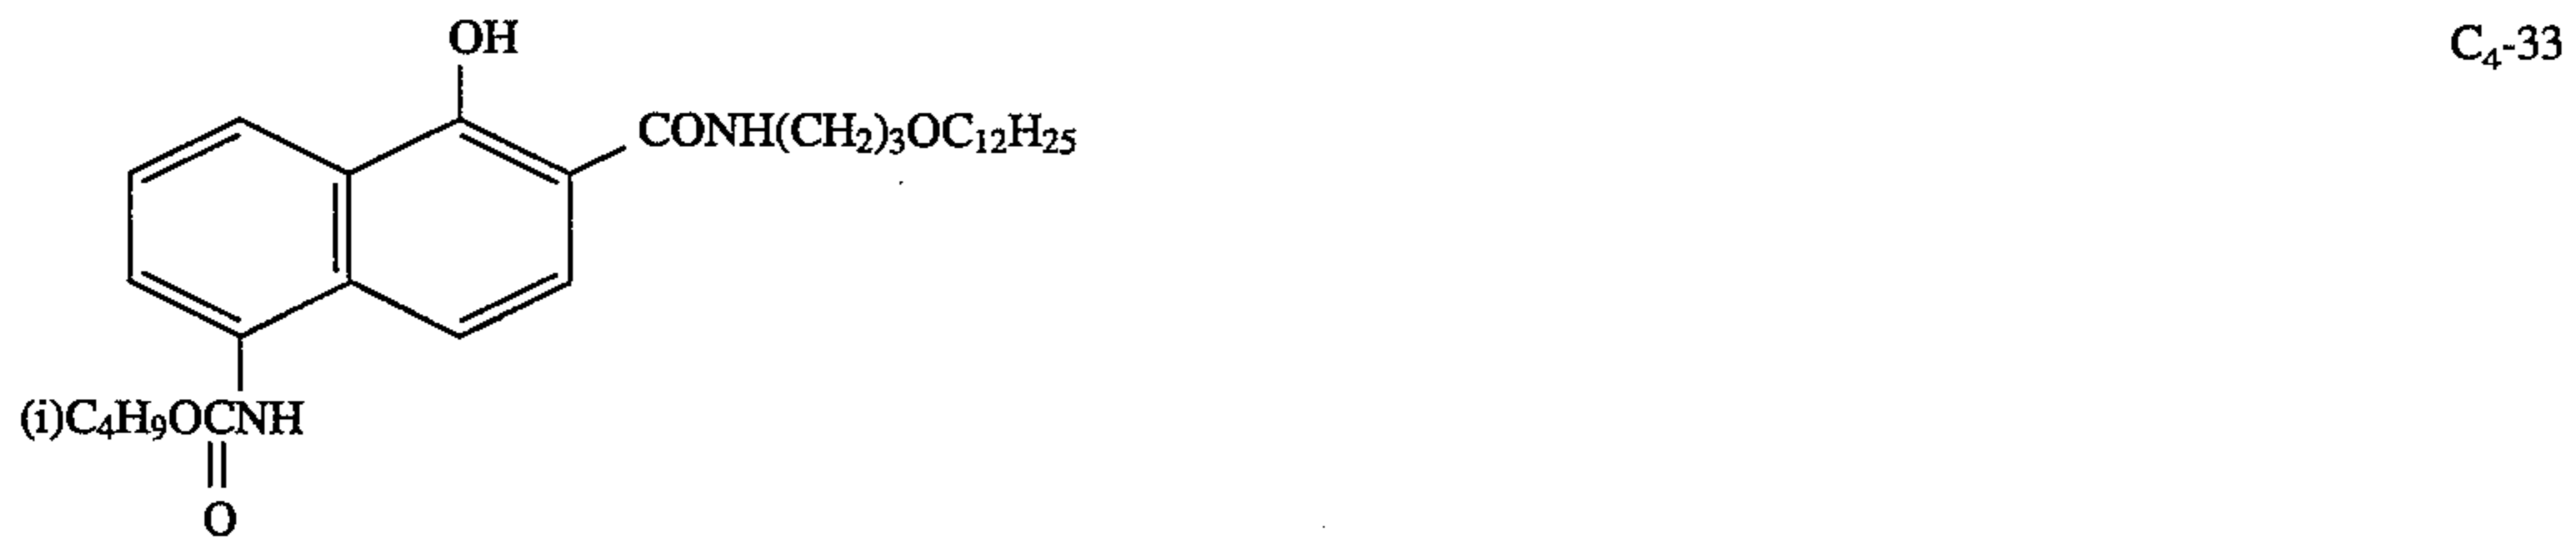 OH
C₄-33
CONH(CH₂)₃OC₁₂H₂₅
(i)C₄H₉OCNH
O